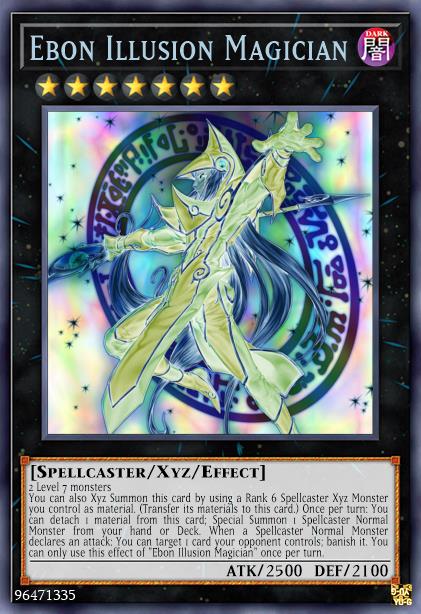 EBON ILLUSION MAGICIAN
DARK
闇
[SPELLCASTER/XYZ/EFFECT]
2 Level 7 monsters
You can also Xyz Summon this card by using a Rank 6 Spellcaster Xyz Monster
you control as material. (Transfer its materials to this card.) Once per turn: You
can detach 1 material from this card; Special Summon 1 Spellcaster Normal
Monster from your hand or Deck. When a Spellcaster Normal Monster
declares an attack: You can target 1 card your opponent controls; banish it. You
can only use this effect of "Ebon Illusion Magician" once per turn.
ATK/2500 DEF/2100
96471335